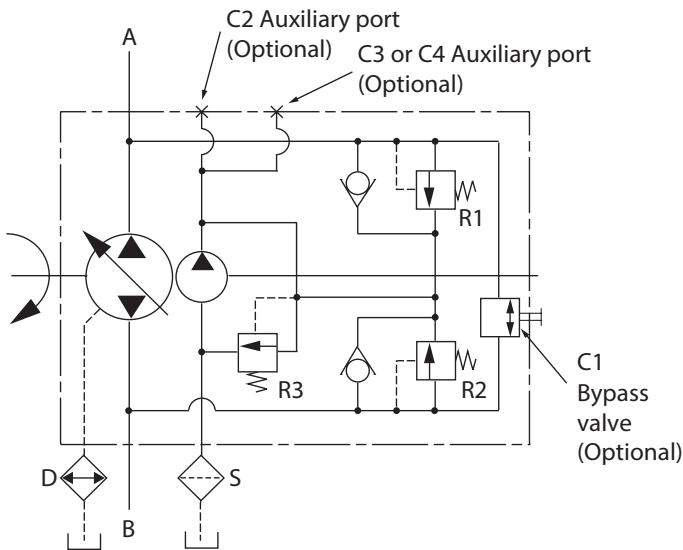 C2 Auxiliary port
(Optional)
C3 or C4 Auxiliary port
(Optional)
A
R1
R3
R2
C1
Bypass
valve
(Optional)
D
S
B